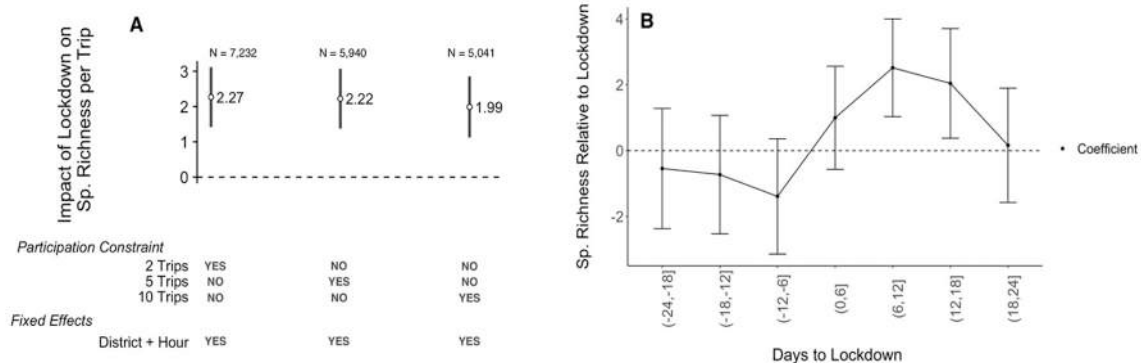 A
Impact of Lockdown on
Sp. Richness per Trip
N = 7,232 N = 5,940 N = 5,041
3
2
1
0
2.27 2.22 1.99
Participation Constraint
2 Trips YES NO NO
5 Trips NO YES NO
10 Trips NO NO YES
Fixed Effects
District + Hour YES YES YES
B
Sp. Richness Relative to Lockdown
4
2
0
-2
(-24,-18] (-18,-12] (-12,-6] (0,6] (6,12] (12,18] (18,24]
Days to Lockdown
Coefficient